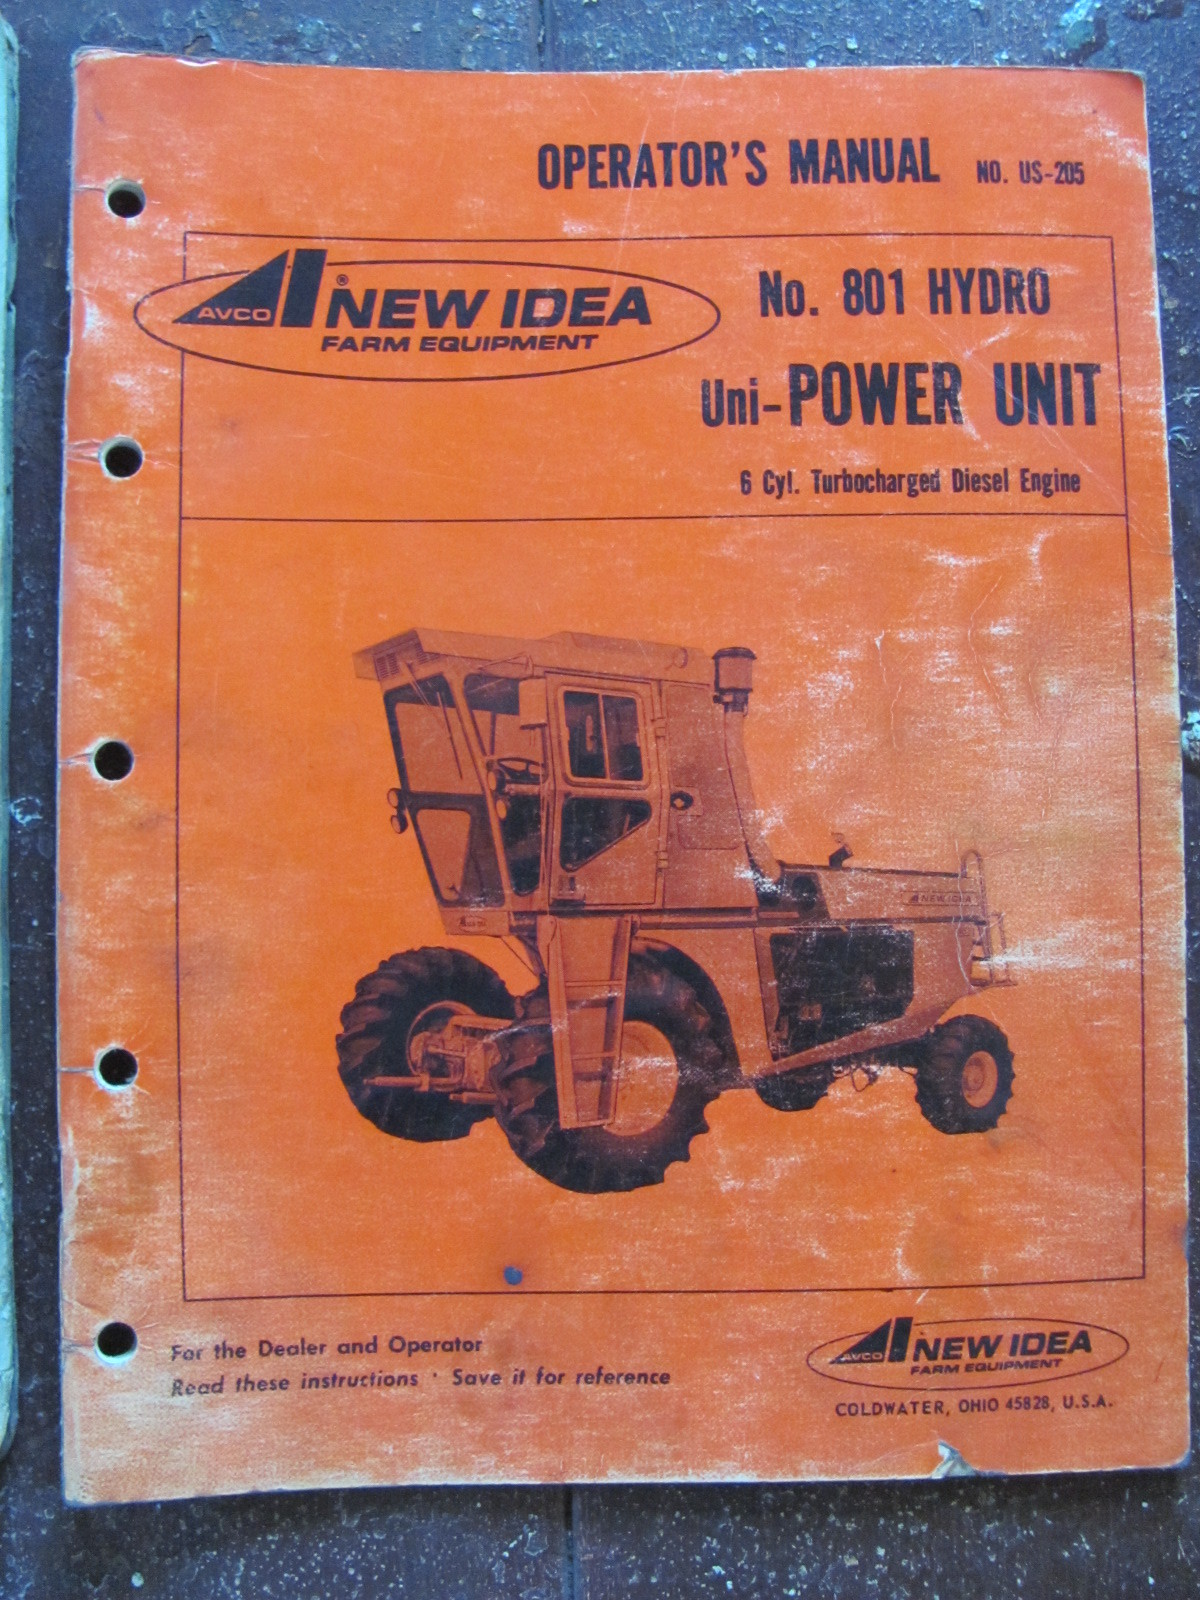 OPERATOR'S MANUAL NO. US-205
AVCO ® NEW IDEA
FARM EQUIPMENT
No. 801 HYDRO
Uni-POWER UNIT
6 Cyl. Turbocharged Diesel Engine
NEW IDEA
For the Dealer and Operator
Read these instructions · Save it for reference
AVCO NEW IDEA
FARM EQUIPMENT
COLDWATER, OHIO 45828, U.S.A.